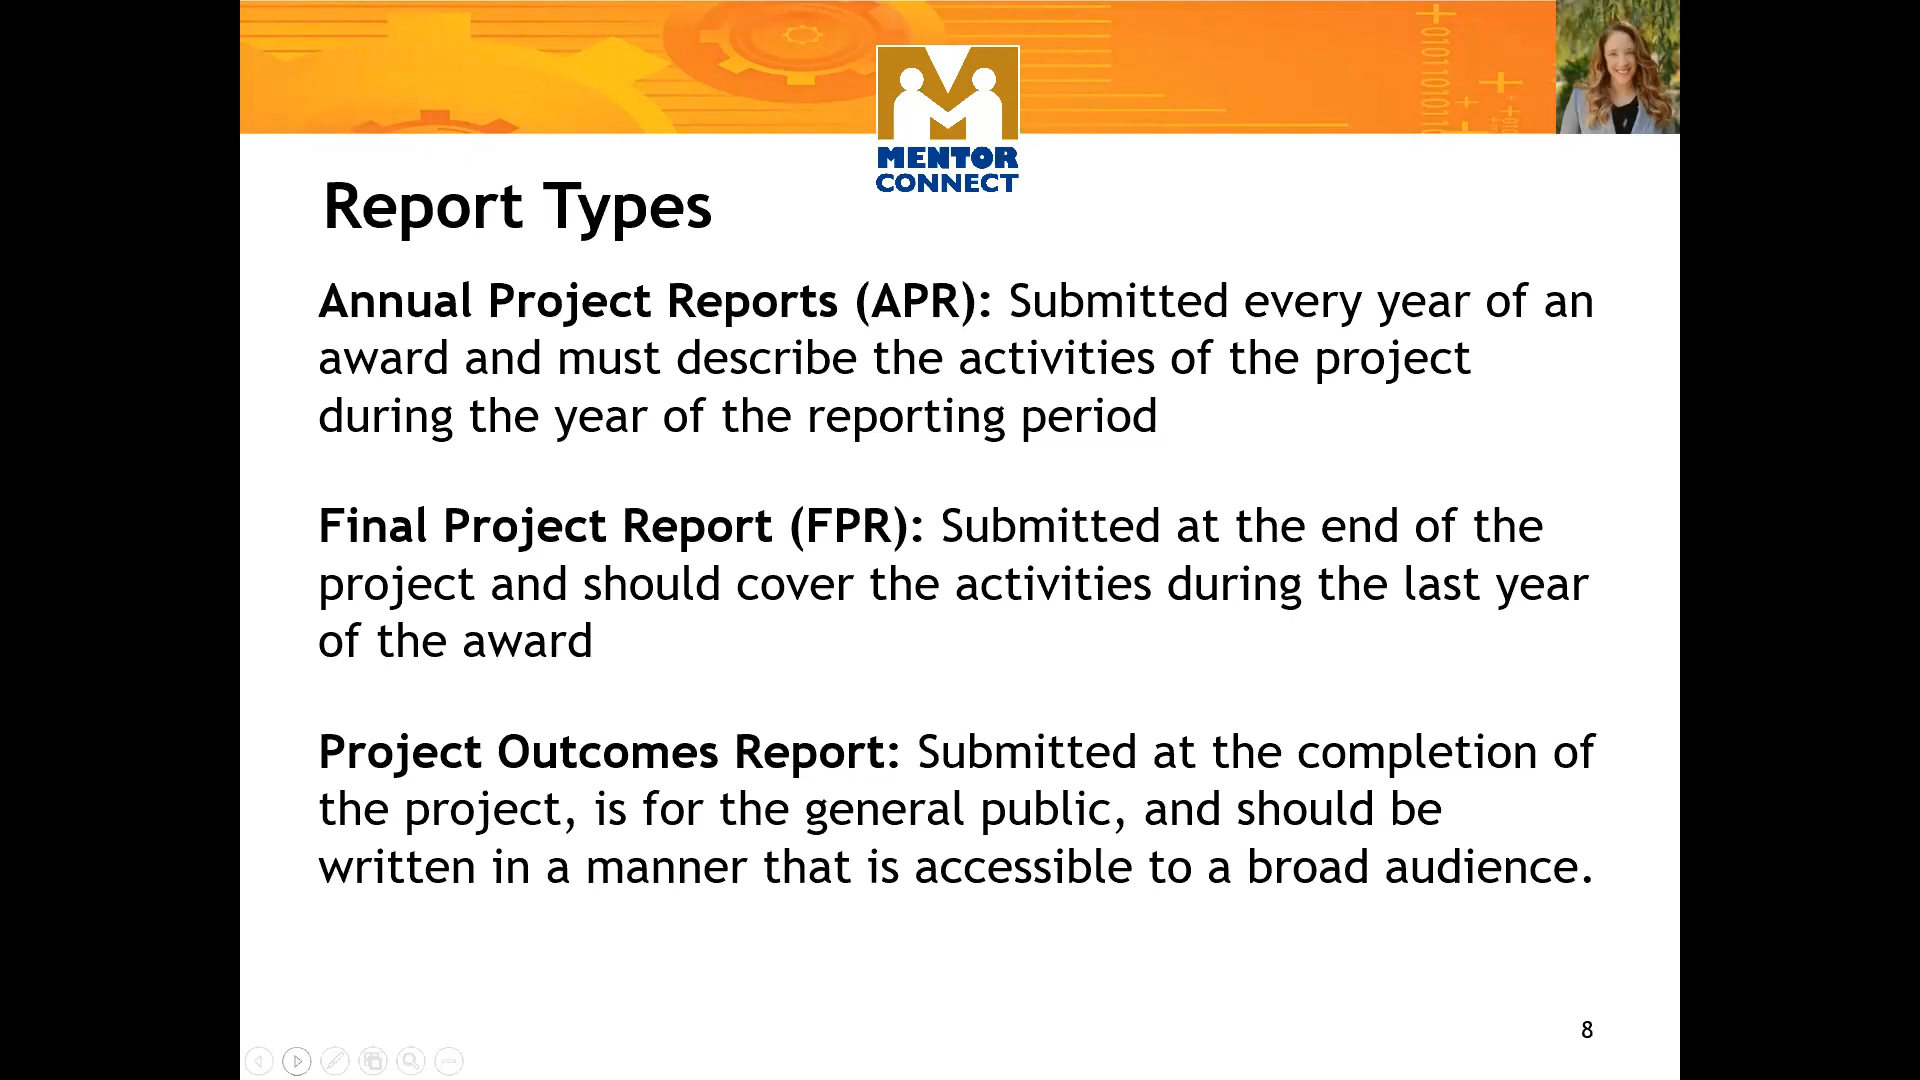 MENTOR
CONNECT
Report Types
Annual Project Reports (APR): Submitted every year of an
award and must describe the activities of the project
during the year of the reporting period
Final Project Report (FPR): Submitted at the end of the
project and should cover the activities during the last year
of the award
Project Outcomes Report: Submitted at the completion of
the project, is for the general public, and should be
written in a manner that is accessible to a broad audience.
8